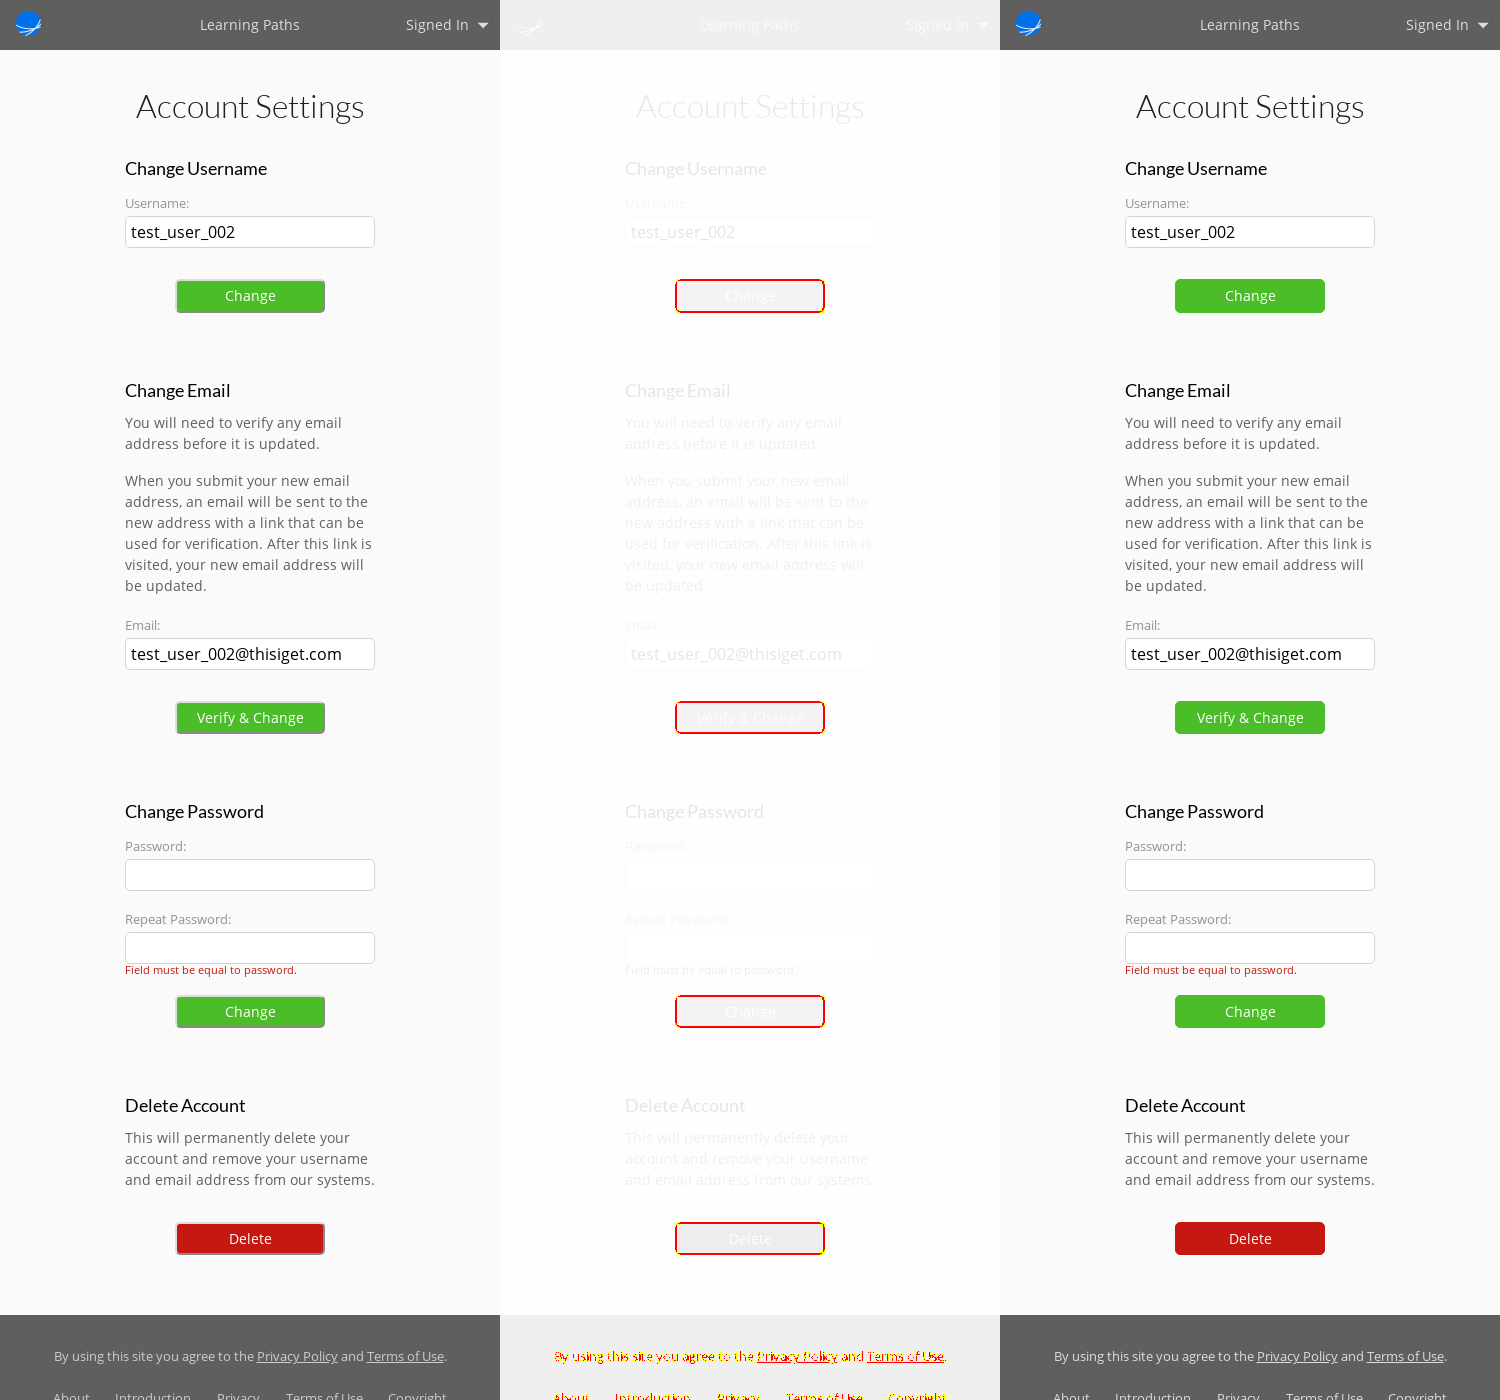 Learning Paths Signed In
Account Settings
Change Username
Username:
test_user_002
Change
Change Email
You will need to verify any email
address before it is updated.
When you submit your new email
address, an email will be sent to the
new address with a link that can be
used for verification. After this link is
visited, your new email address will
be updated.
Email:
test_user_002@thisiget.com
Verify & Change
Change Password
Password:
Repeat Password:
Field must be equal to password.
Change
Delete Account
This will permanently delete your
account and remove your username
and email address from our systems.
Delete
By using this site you agree to the Privacy Policy and Terms of Use.
About Introduction Privacy Terms of Use Copyright
Learning Paths Signed In
Account Settings
Change Username
Username:
test_user_002
Change
Change Email
You will need to verify any email
address before it is updated.
When you submit your new email
address, an email will be sent to the
new address with a link that can be
used for verification. After this link is
visited, your new email address will
be updated.
Email:
test_user_002@thisiget.com
Verify & Change
Change Password
Password:
Repeat Password:
Field must be equal to password.
Change
Delete Account
This will permanently delete your
account and remove your username
and email address from our systems.
Delete
By using this site you agree to the Privacy Policy and Terms of Use.
About Introduction Privacy Terms of Use Copyright
Learning Paths Signed In
Account Settings
Change Username
Username:
test_user_002
Change
Change Email
You will need to verify any email
address before it is updated.
When you submit your new email
address, an email will be sent to the
new address with a link that can be
used for verification. After this link is
visited, your new email address will
be updated.
Email:
test_user_002@thisiget.com
Verify & Change
Change Password
Password:
Repeat Password:
Field must be equal to password.
Change
Delete Account
This will permanently delete your
account and remove your username
and email address from our systems.
Delete
By using this site you agree to the Privacy Policy and Terms of Use.
About Introduction Privacy Terms of Use Copyright